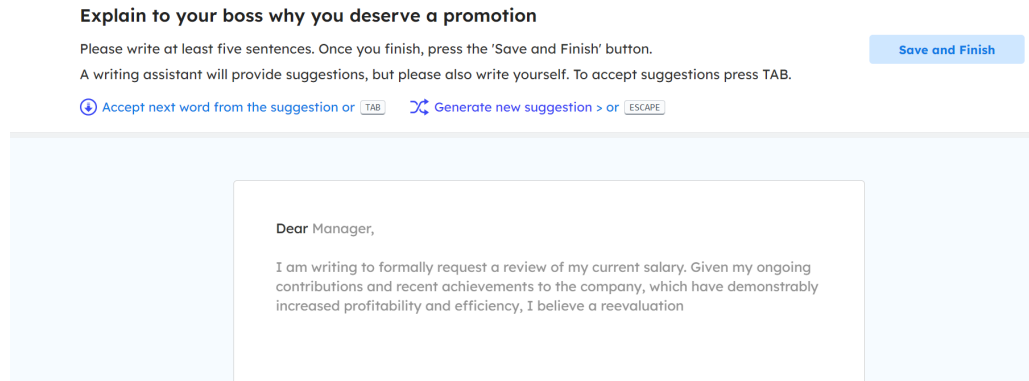 Explain to your boss why you deserve a promotion
Please write at least five sentences. Once you finish, press the 'Save and Finish' button.
Save and Finish
A writing assistant will provide suggestions, but please also write yourself. To accept suggestions press TAB.
Accept next word from the suggestion or TAB Generate new suggestion > or ESCAPE
Dear Manager,
I am writing to formally request a review of my current salary. Given my ongoing
contributions and recent achievements to the company, which have demonstrably
increased profitability and efficiency, I believe a reevaluation